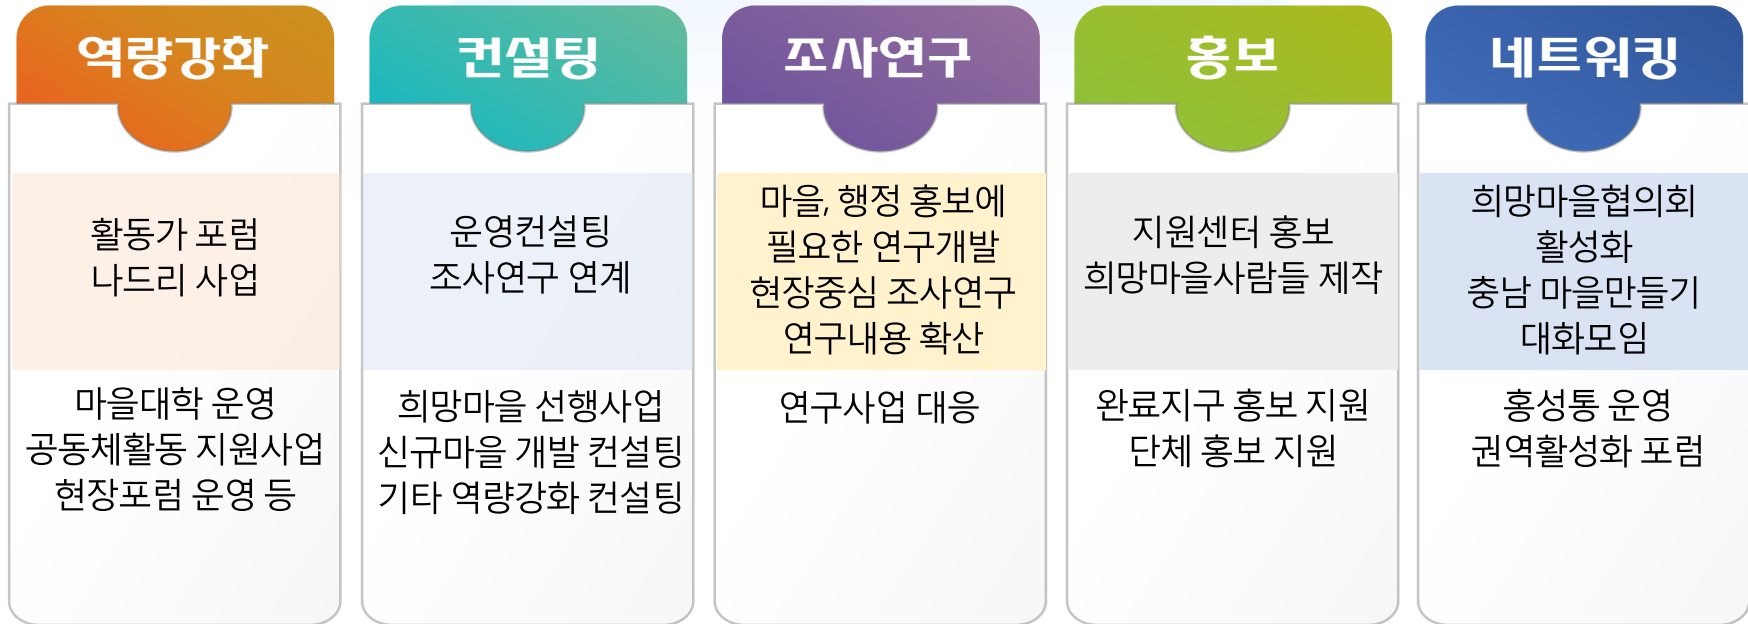 역량강화
활동가 포럼
나드리 사업
마을대학 운영
공동체활동 지원사업
현장포럼 운영 등
컨설팅
운영컨설팅
조사연구 연계
희망마을 선행사업
신규마을 개발 컨설팅
기타 역량강화 컨설팅
조사연구
마을, 행정 홍보에
필요한 연구개발
현장중심 조사연구
연구내용 확산
연구사업 대응
홍보
지원센터 홍보
희망마을사람들 제작
완료지구 홍보 지원
단체 홍보 지원
네트워킹
희망마을협의회
활성화
충남 마을만들기
대화모임
홍성통 운영
권역활성화 포럼